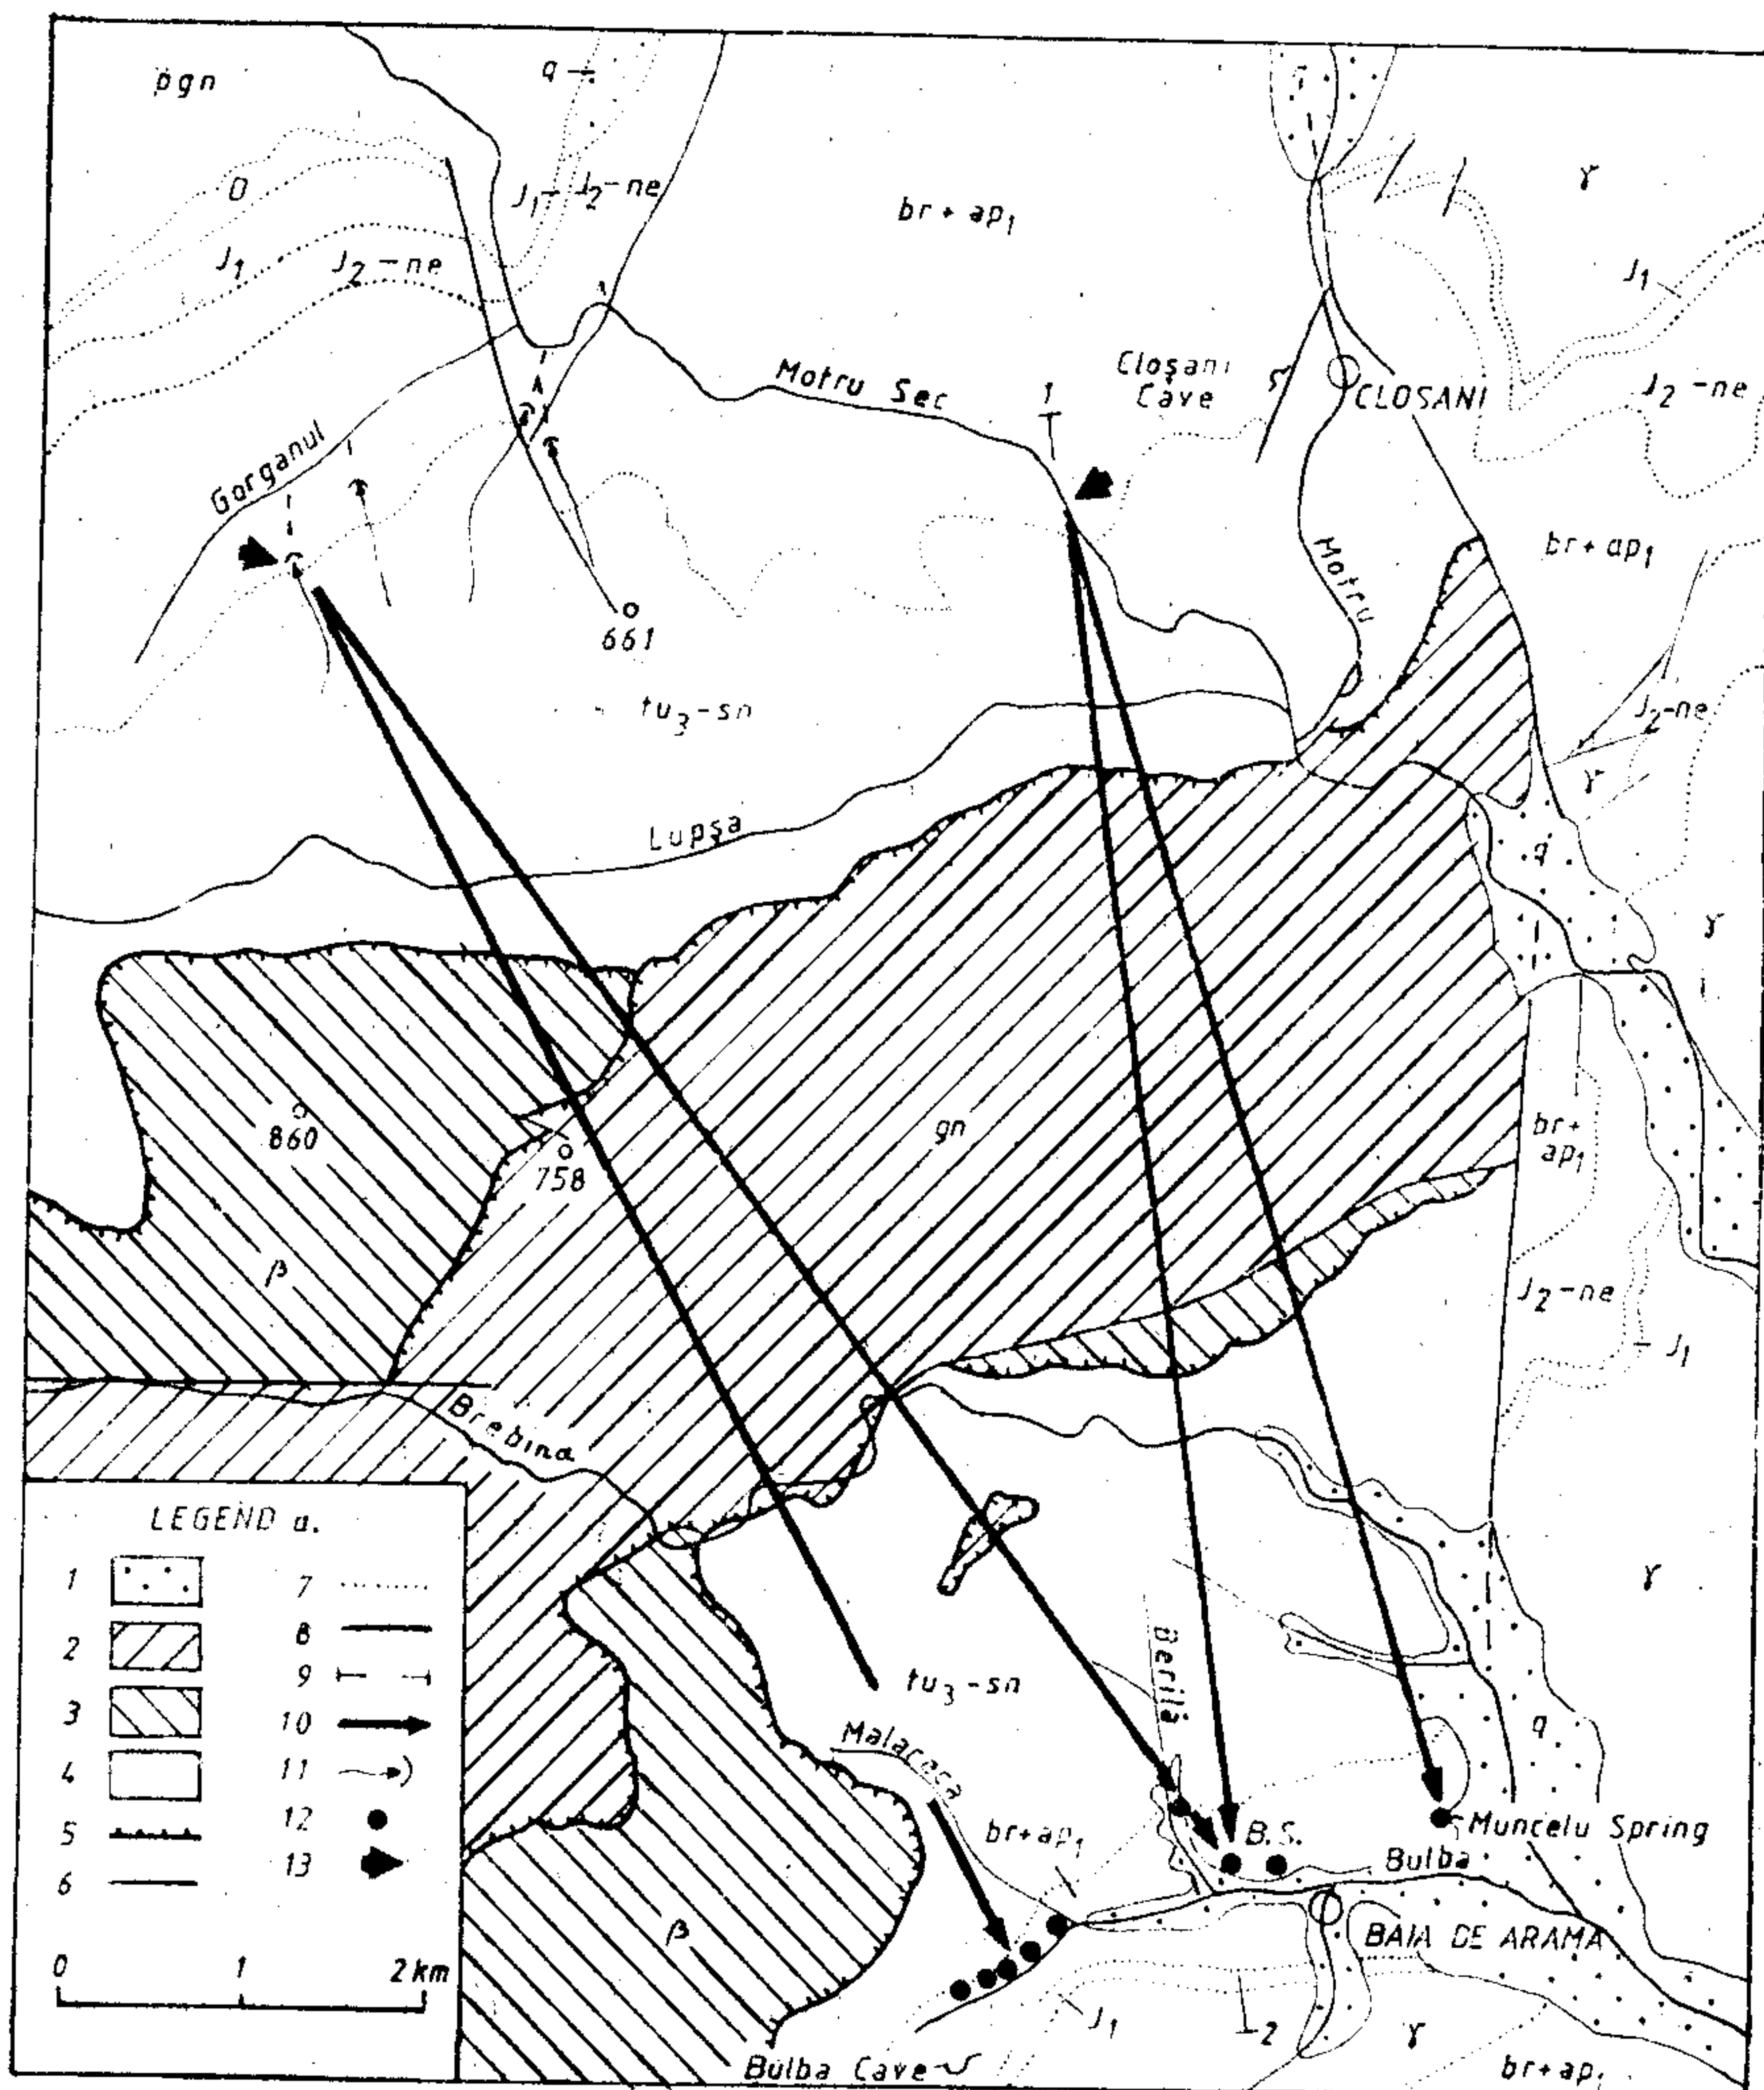 pgn
q
q
D
J₁
J₂-ne
J₁-J₂-ne
br+ap₁
γ
J₁
Cloşani
Cave
CLOSANI
J₂-ne
Motru Sec
1
Gorganul
Motru
br+ap₁
661
tu₃-sn
J₂-ne
γ
Lupşa
q
γ
gn
br+
ap₁
860
758
β
J₂-ne
J₁
Brebina
LEGEND a.
1
2
3
4
5
6
7
8
9
10
11
12
13
0 1 2 km
tu₃-sn
γ
q
Malareca
br+ap₁
B.S.
Muncelu Spring
Bulba
BAIA DE ARAMA
β
J₁
2
γ
Bulba Cave
br+ap₁